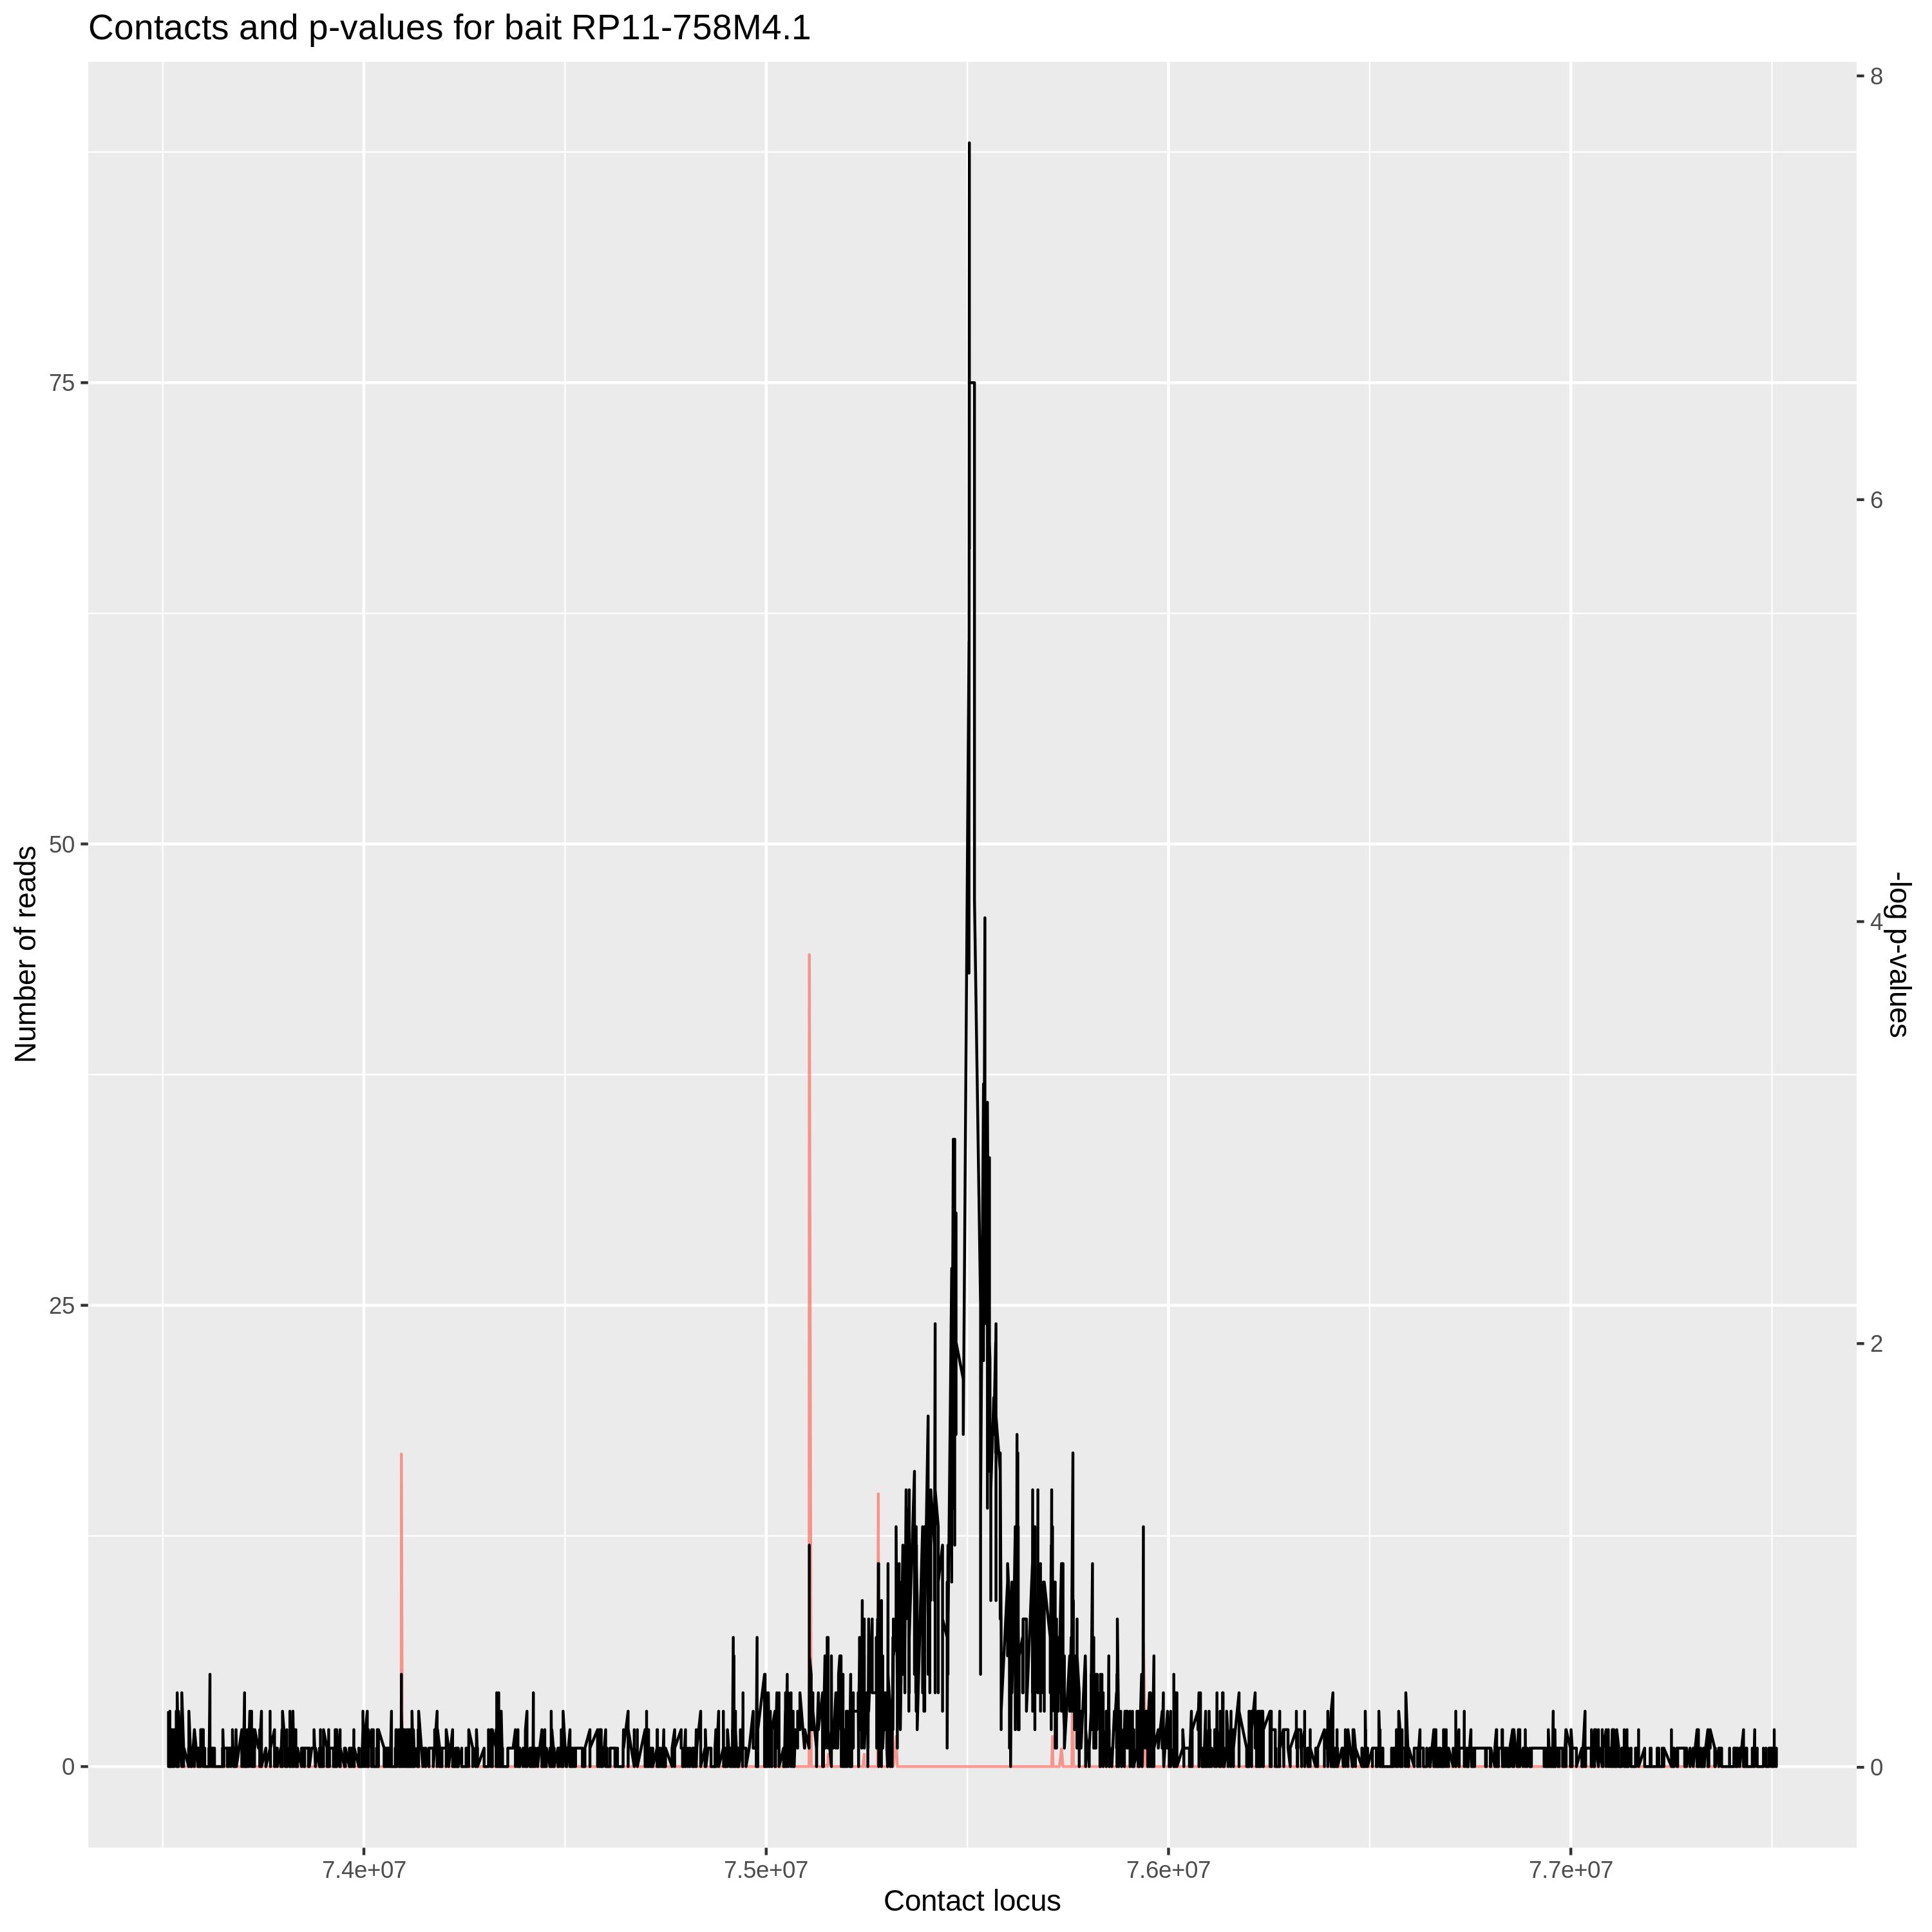 Contacts and p-values for bait RP11-758M4.1
8
75
6
50
4
25
2
0
0
Number of reads
-log p-values
7.4e+07
7.5e+07
7.6e+07
7.7e+07
Contact locus